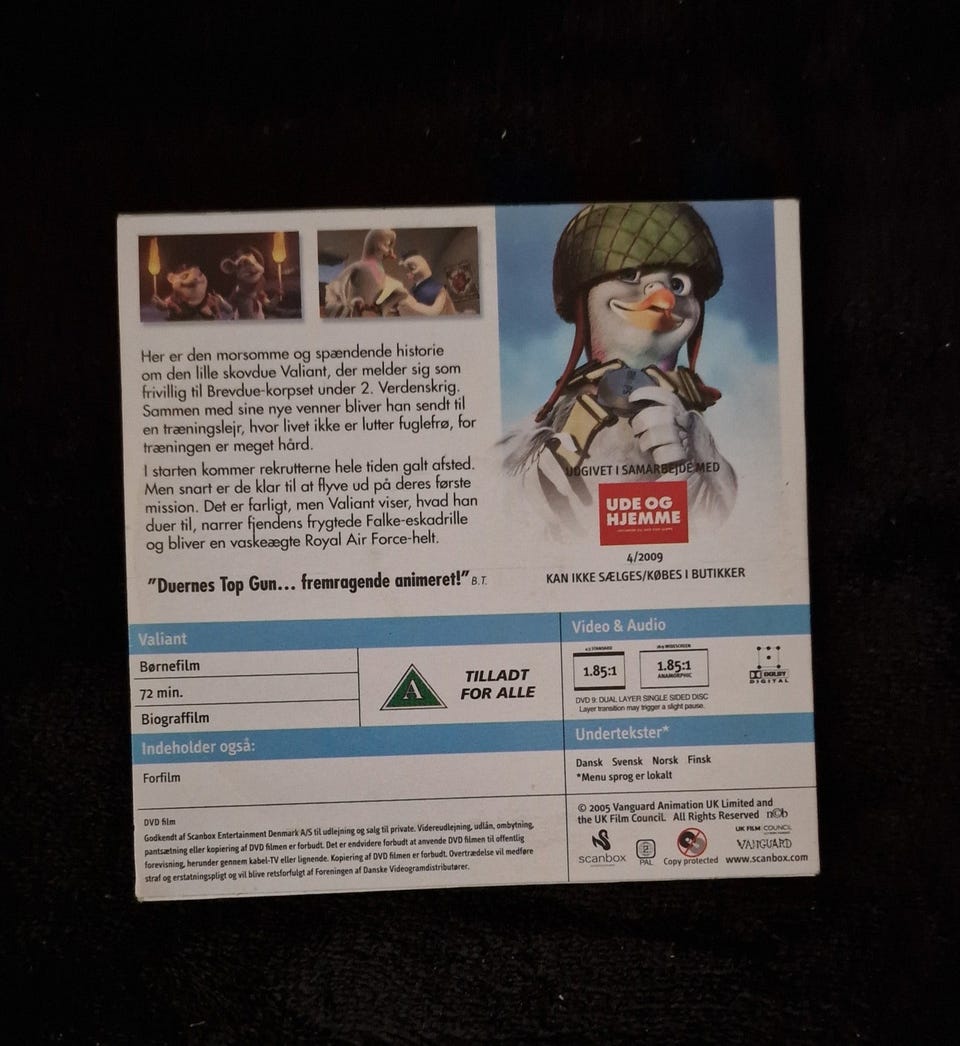 Her er den morsomme og spændende historie
om den lille skovdue Valiant, der melder sig som
frivillig til Brevdue-korpset under 2. Verdenskrig.
Sammen med sine nye venner bliver han sendt til
en træningslejr, hvor livet ikke er lutter fuglefrø, for
træningen er meget hård.
I starten kommer rekrutterne hele tiden galt afsted.
Men snart er de klar til at flyve ud på deres første
mission. Det er farligt, men Valiant viser, hvad han
duer til, narrer fjendens frygtede Falke-eskadrille
og bliver en vaskeægte Royal Air Force-helt.
"Duernes Top Gun... fremragende animeret!" B.T.
UDGIVET I SAMARBEJDE MED
UDE OG
HJEMME
4/2009
KAN IKKE SÆLGES/KØBES I BUTIKKER
Valiant
Børnefilm
72 min.
Biograffilm
A
TILLADT
FOR ALLE
Indeholder også:
Forfilm
Video & Audio
4:3 STANDARD
1.85:1
16:9 WIDESCREEN
1.85:1
ANAMORPHIC
DOLBY
DIGITAL
DVD 9: DUAL LAYER SINGLE SIDED DISC
Layer transition may trigger a slight pause.
Undertekster*
Dansk Svensk Norsk Finsk
*Menu sprog er lokalt
DVD film
Godkendt af Scanbox Entertainment Denmark A/S til udlejning og salg til private. Videreudlejning, udlån, ombytning,
pantsætning eller kopiering af DVD filmen er forbudt. Det er endvidere forbudt at anvende DVD filmen til offentlig
forevisning, herunder gennem kabel-TV eller lignende. Kopiering af DVD filmen er forbudt. Overtrædelse vil medføre
straf og erstatningspligt og vil blive retsforfulgt af Foreningen af Danske Videogramdistributører.
© 2005 Vanguard Animation UK Limited and
the UK Film Council. All Rights Reserved n©b
scanbox
2
PAL
Copy protected
UK FILM COUNCIL
VANGUARD
www.scanbox.com